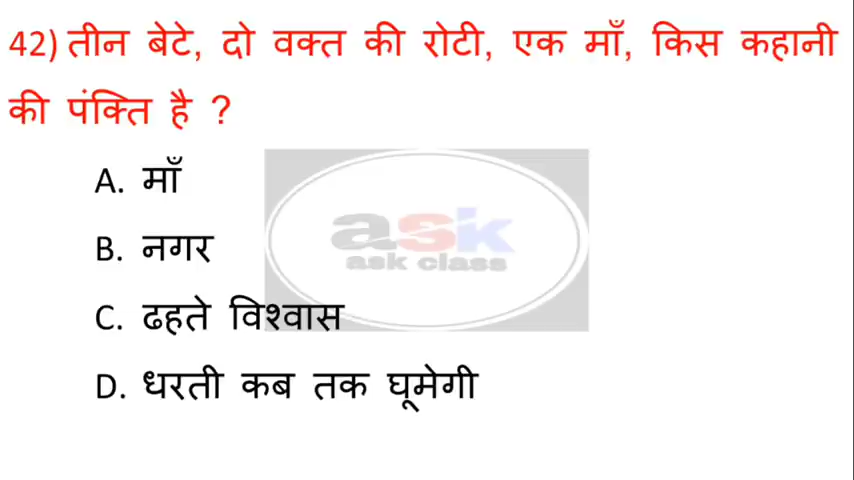 42) तीन बेटे, दो वक्त की रोटी, एक माँ, किस कहानी
की पंक्ति है ?
A. माँ
B. नगर
ask
ask class
C. ढहते विश्वास
D. धरती कब तक घूमेगी